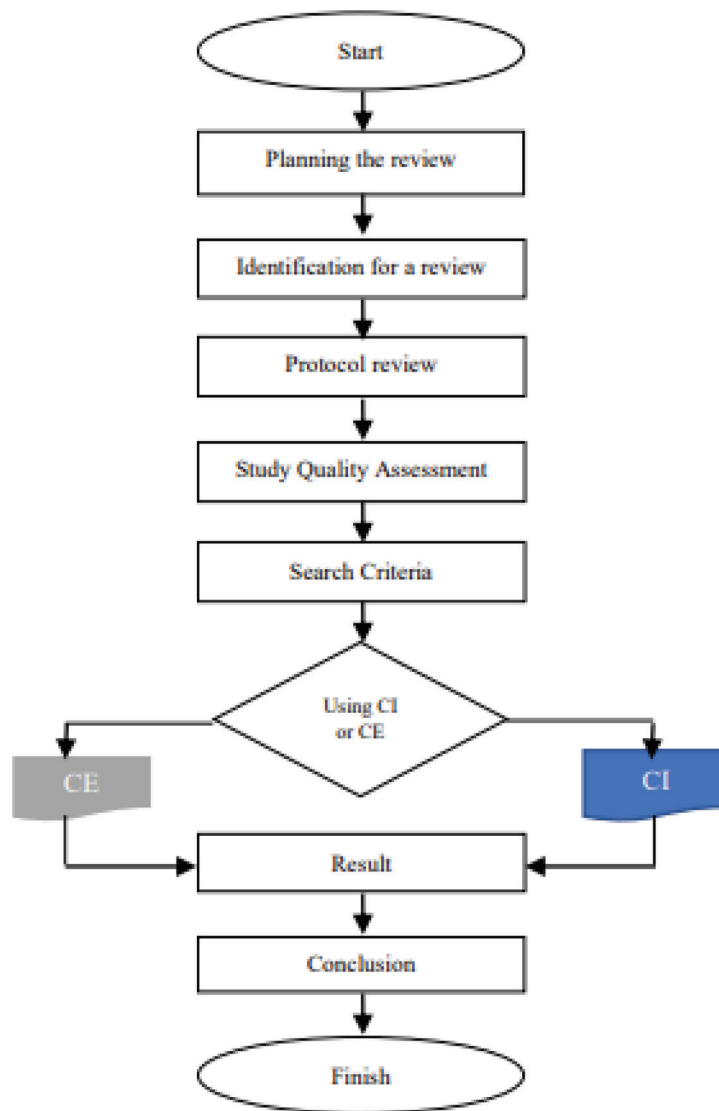 Start
Planning the review
Identification for a review
Protocol review
Study Quality Assessment
Search Criteria
Using CI
or CE
CE
CI
Result
Conclusion
Finish